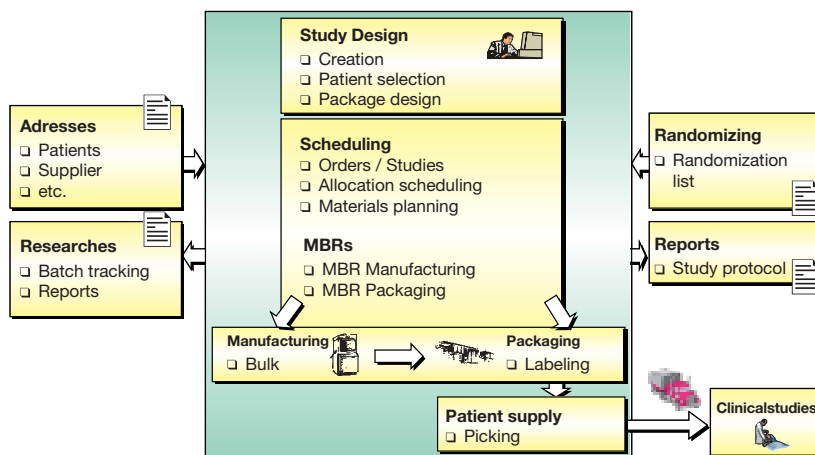 Study Design
❑ Creation
❑ Patient selection
❑ Package design
Adresses
❑ Patients
❑ Supplier
❑ etc.
Scheduling
❑ Orders / Studies
❑ Allocation scheduling
❑ Materials planning
Randomizing
❑ Randomization
list
Researches
❑ Batch tracking
❑ Reports
MBRs
❑ MBR Manufacturing
❑ MBR Packaging
Reports
❑ Study protocol
Manufacturing
❑ Bulk
Packaging
❑ Labeling
Patient supply
❑ Picking
Clinicalstudies